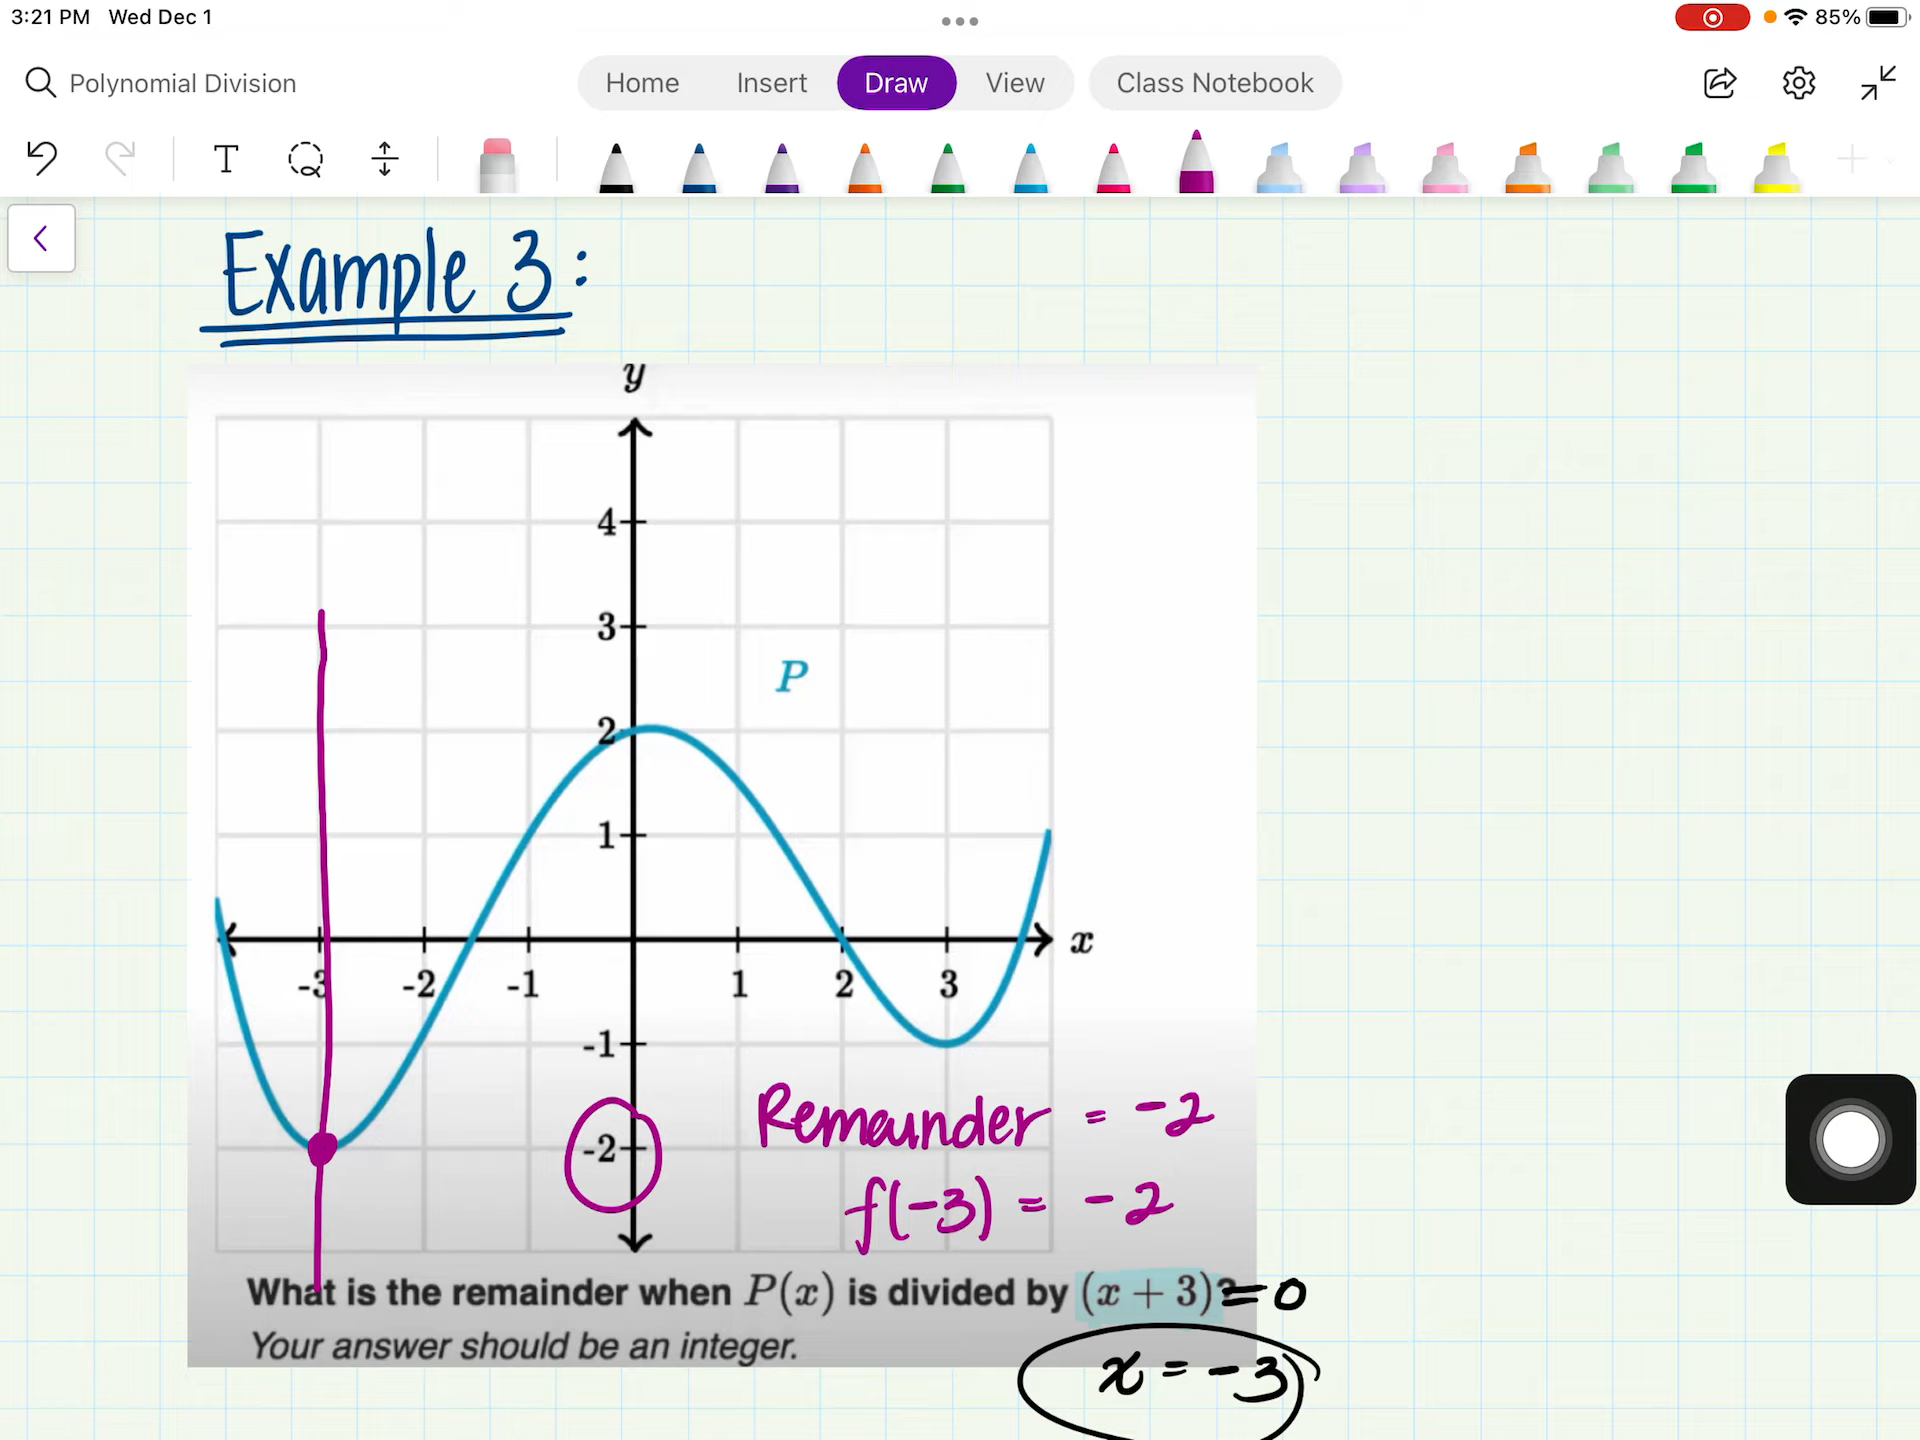 3:21 PM Wed Dec 1
85%
Polynomial Division
Home Insert Draw View Class Notebook
T
Example 3:
y
4
3
P
2
1
x
-3 -2 -1 1 2 3
-1
Remainder = -2
-2
f(-3) = -2
What is the remainder when P(x) is divided by (x + 3)? = 0
Your answer should be an integer.
x = -3